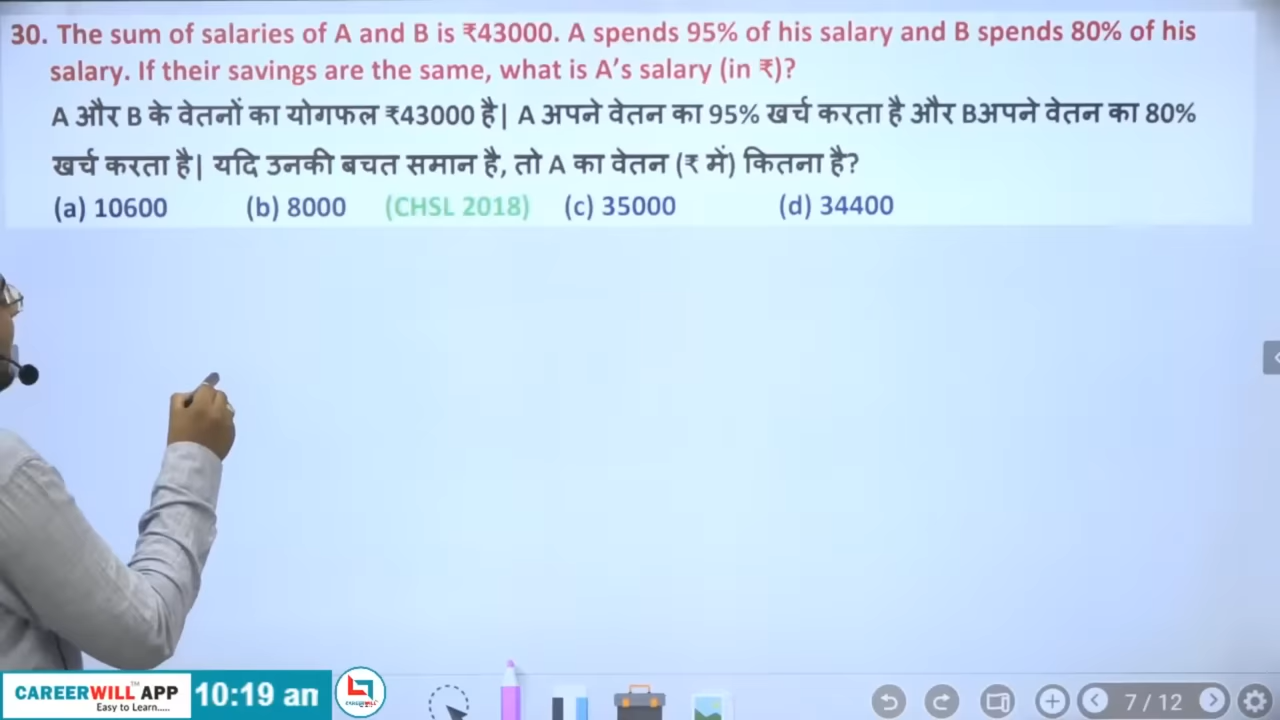 30. The sum of salaries of A and B is ₹43000. A spends 95% of his salary and B spends 80% of his
salary. If their savings are the same, what is A's salary (in ₹)?
A और B के वेतनों का योगफल ₹43000 है| A अपने वेतन का 95% खर्च करता है और Bअपने वेतन का 80%
खर्च करता है| यदि उनकी बचत समान है, तो A का वेतन (₹ में) कितना है?
(a) 10600 (b) 8000 (CHSL 2018) (c) 35000 (d) 34400
CAREERWILL™ APP
Easy to Learn.....
10:19 an
CAREERWILL
7 / 12